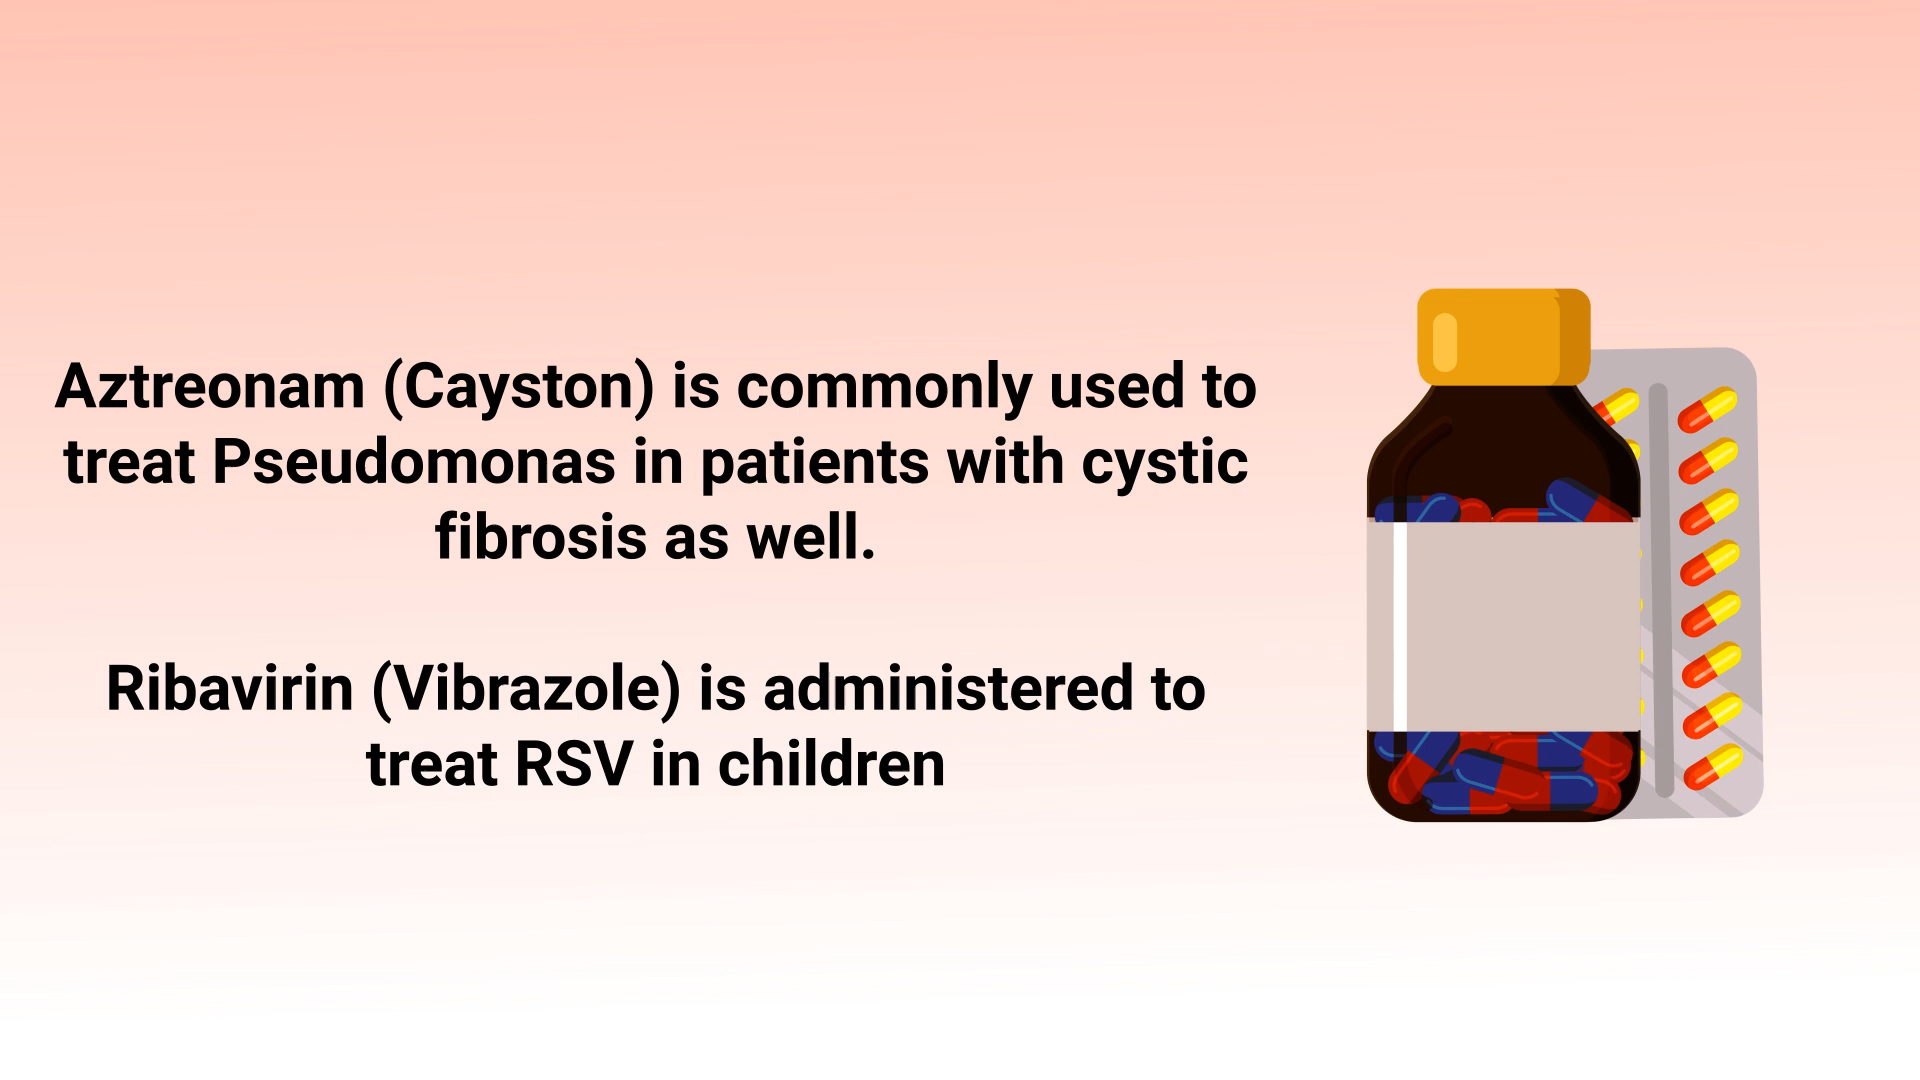 Aztreonam (Cayston) is commonly used to
treat Pseudomonas in patients with cystic
fibrosis as well.
Ribavirin (Vibrazole) is administered to
treat RSV in children